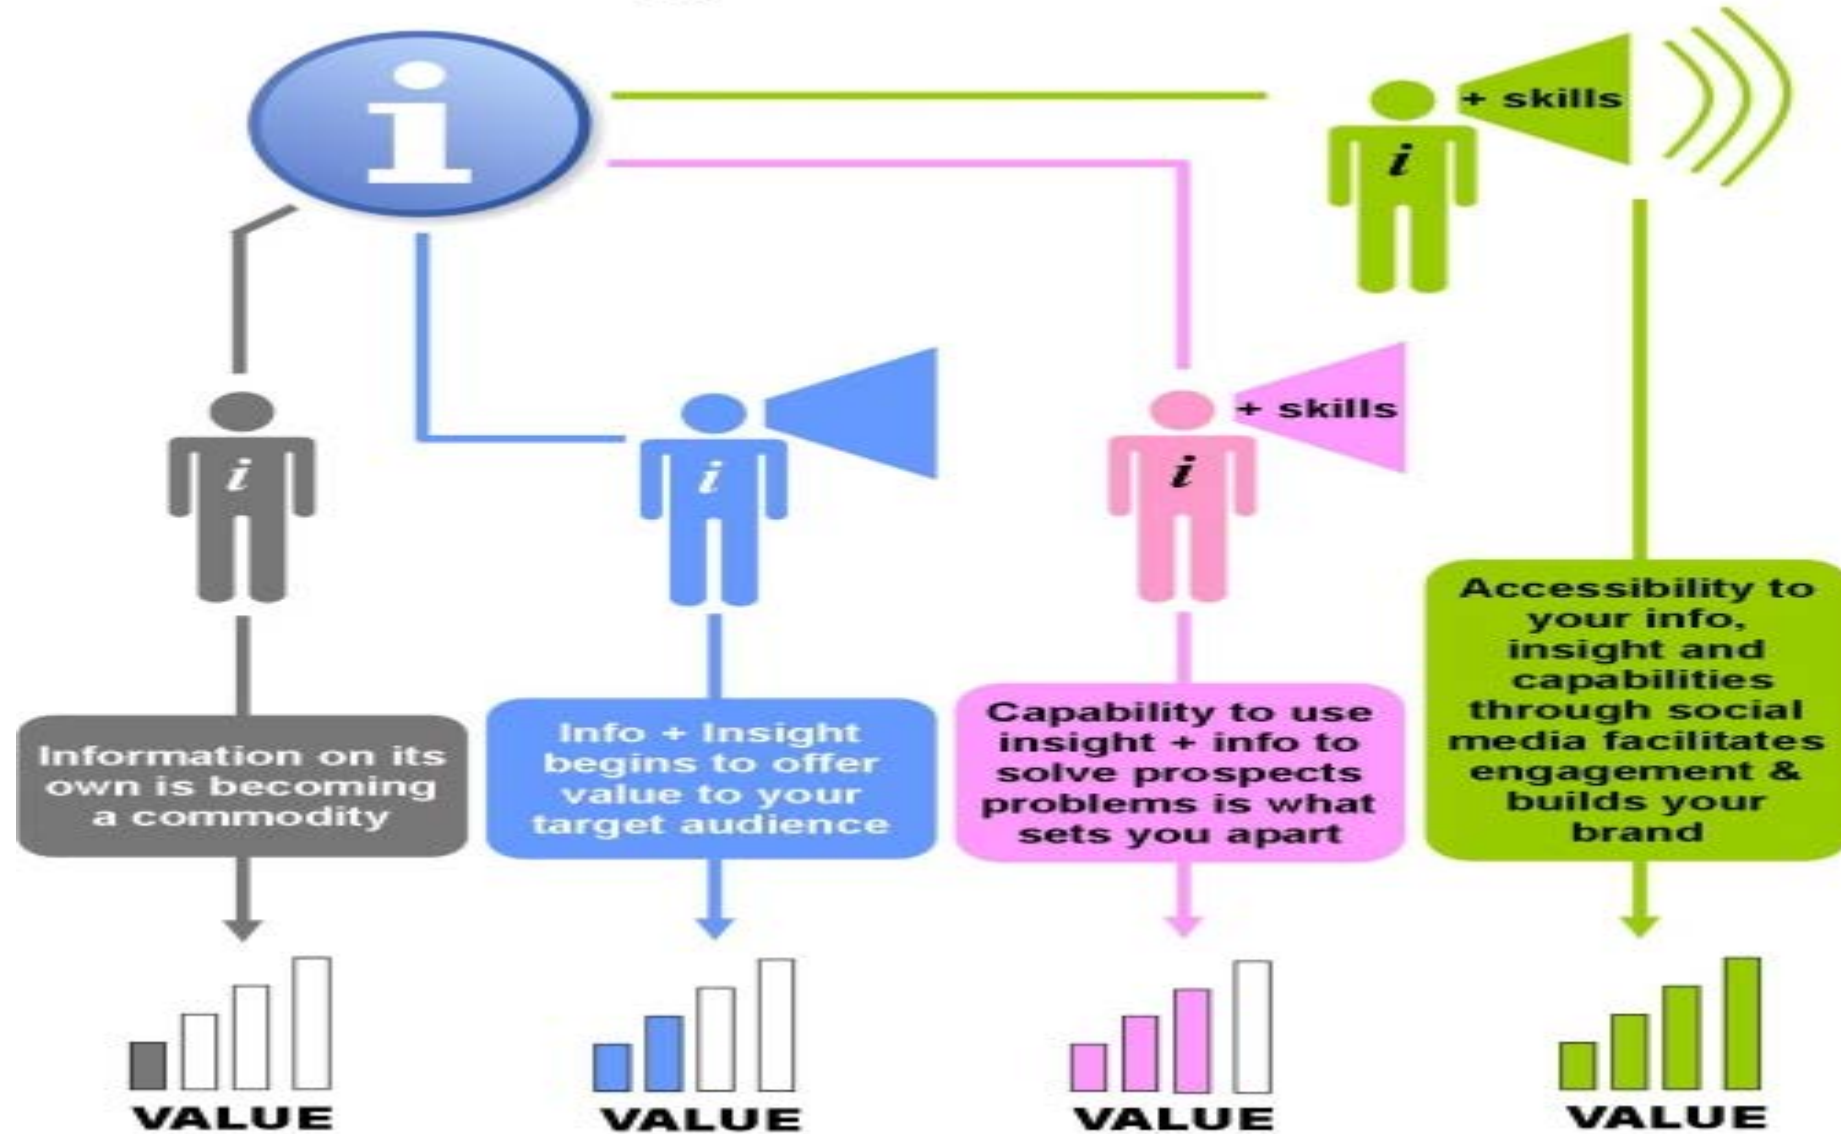 i
+ skills
i
+ skills
i
i
i
Information on its
own is becoming
a commodity
Info + Insight
begins to offer
value to your
target audience
Capability to use
insight + info to
solve prospects
problems is what
sets you apart
Accessibility to
your info,
insight and
capabilities
through social
media facilitates
engagement &
builds your
brand
VALUE
VALUE
VALUE
VALUE